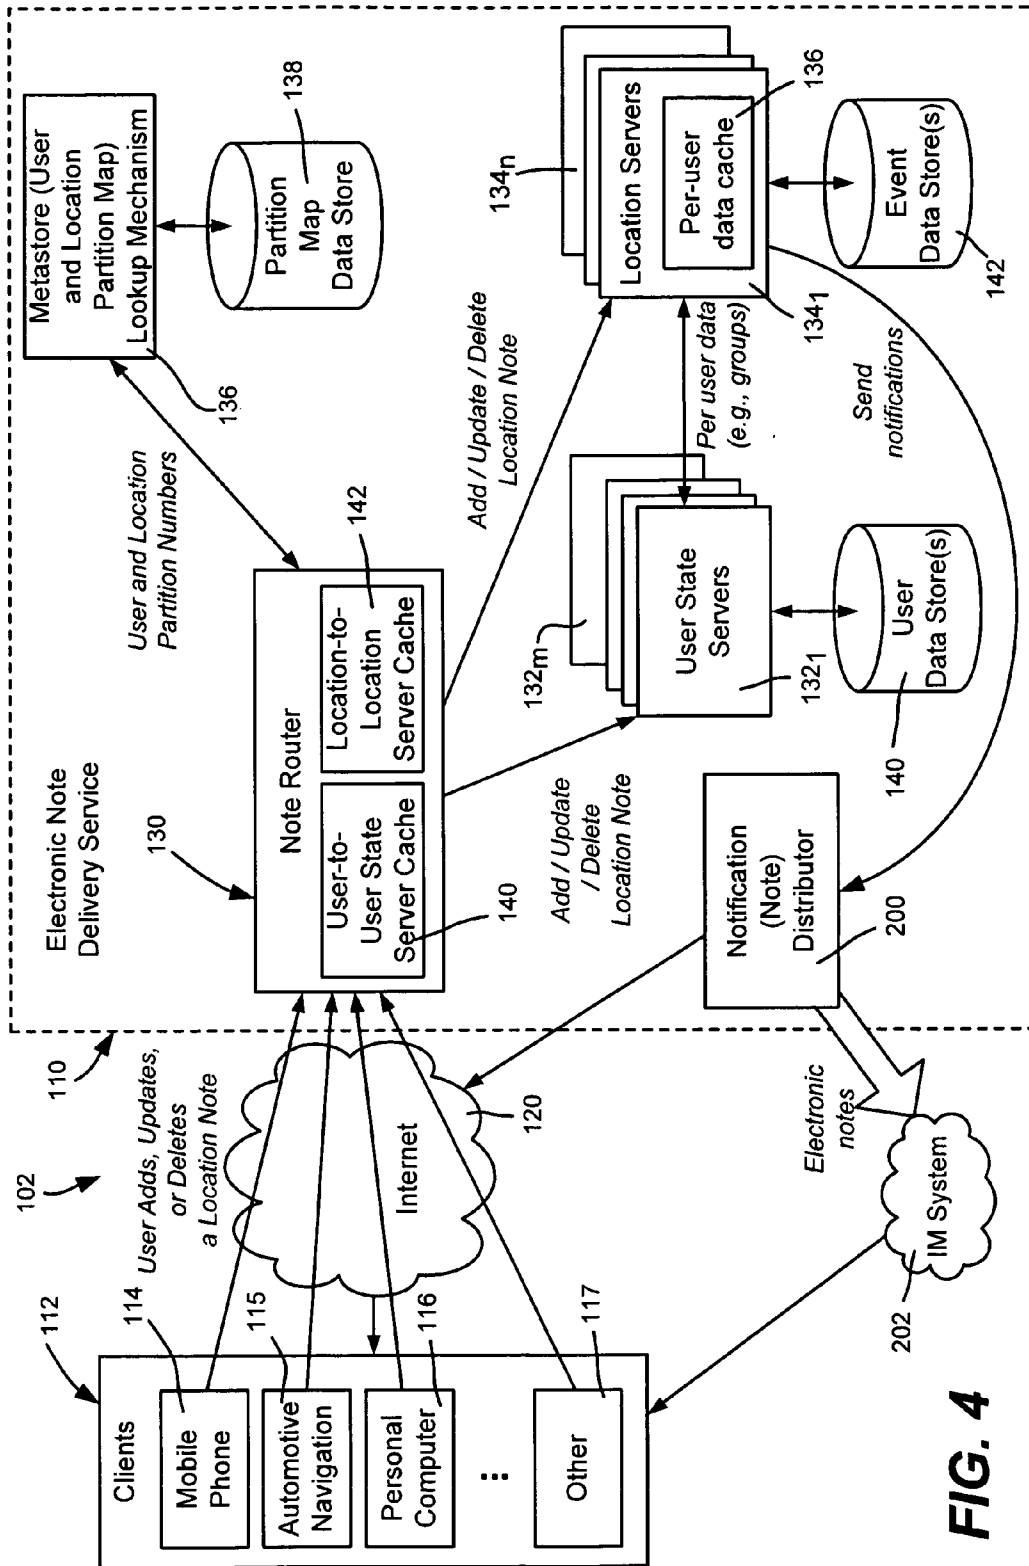 Clients
112
Mobile
Phone
114
Automotive
Navigation
115
Personal
Computer
116
...
Other
117
102
110
User Adds, Updates,
or Deletes
a Location Note
Internet
120
Electronic
notes
IM System
202
Electronic Note
Delivery Service
130
Note Router
User-to-
User State
Server Cache
140
Location-to-
Location
Server Cache
142
User and Location
Partition Numbers
Metastore (User
and Location
Partition Map)
Lookup Mechanism
136
Partition
Map
Data Store
138
Add / Update / Delete
Location Note
Add / Update
/ Delete
Location Note
132m
User State
Servers
1321
User
Data Store(s)
140
Per user data
(e.g., groups)
134n
Location Servers
Per-user
data cache
136
1341
Event
Data Store(s)
142
Send
notifications
Notification
(Note)
Distributor
200
FIG. 4